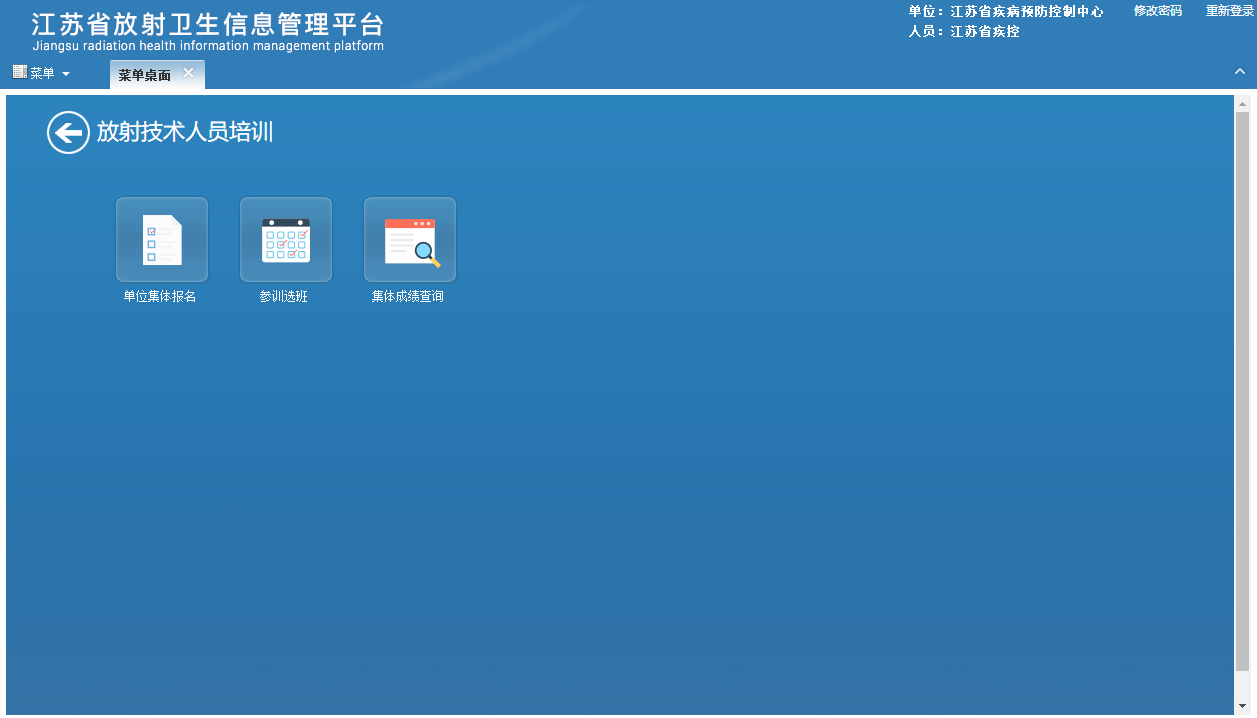 江苏省放射卫生信息管理平台
Jiangsu radiation health information management platform
单位：江苏省疾病预防控制中心
人员：江苏省疾控
修改密码
重新登录
菜单
菜单桌面
放射技术人员培训
单位集体报名
参训选班
集体成绩查询